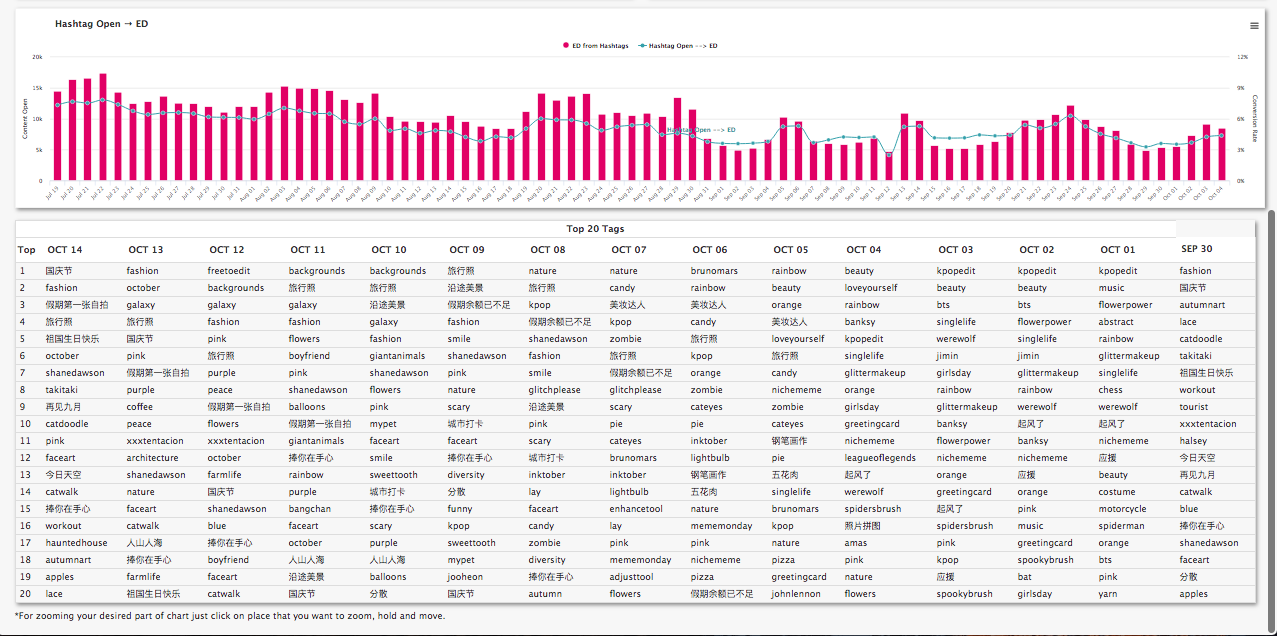 Hashtag Open → ED
ED from Hashtags Hashtag Open --> ED
20k 12%
15k 9%
10k 6%
5k 3%
0 0%
Content Open
Conversion Rate
Hashtag Open --> ED
Jul 19 Jul 20 Jul 21 Jul 22 Jul 23 Jul 24 Jul 25 Jul 26 Jul 27 Jul 28 Jul 29 Jul 30 Jul 31 Aug 01 Aug 02 Aug 03 Aug 04 Aug 05 Aug 06 Aug 07 Aug 08 Aug 09 Aug 10 Aug 11 Aug 12 Aug 13 Aug 14 Aug 15 Aug 16 Aug 17 Aug 18 Aug 19 Aug 20 Aug 21 Aug 22 Aug 23 Aug 24 Aug 25 Aug 26 Aug 27 Aug 28 Aug 29 Aug 30 Aug 31 Sep 01 Sep 02 Sep 03 Sep 04 Sep 05 Sep 06 Sep 07 Sep 08 Sep 09 Sep 10 Sep 11 Sep 12 Sep 13 Sep 14 Sep 15 Sep 16 Sep 17 Sep 18 Sep 19 Sep 20 Sep 21 Sep 22 Sep 23 Sep 24 Sep 25 Sep 26 Sep 27 Sep 28 Sep 29 Sep 30 Oct 01 Oct 02 Oct 03 Oct 04
Top 20 Tags
Top OCT 14 OCT 13 OCT 12 OCT 11 OCT 10 OCT 09 OCT 08 OCT 07 OCT 06 OCT 05 OCT 04 OCT 03 OCT 02 OCT 01 SEP 30
1 国庆节 fashion freetoedit backgrounds backgrounds 旅行照 nature nature brunomars rainbow beauty kpopedit kpopedit kpopedit fashion
2 fashion october backgrounds 旅行照 旅行照 沿途美景 旅行照 candy rainbow beauty loveyourself beauty beauty music 国庆节
3 假期第一张自拍 galaxy galaxy galaxy 沿途美景 假期余额已不足 kpop 美妆达人 美妆达人 orange rainbow bts bts flowerpower autumnart
4 旅行照 旅行照 fashion fashion galaxy fashion 假期余额已不足 kpop candy 美妆达人 banksy singlelife flowerpower abstract lace
5 祖国生日快乐 国庆节 pink flowers fashion smile shanedawson zombie 旅行照 loveyourself kpopedit werewolf singlelife rainbow catdoodle
6 october pink 旅行照 boyfriend giantanimals shanedawson fashion 旅行照 kpop 旅行照 singlelife jimin jimin glittermakeup takitaki
7 shanedawson 假期第一张自拍 purple pink shanedawson pink smile 假期余额已不足 orange candy glittermakeup girlsday glittermakeup singlelife 祖国生日快乐
8 takitaki purple peace shanedawson flowers nature glitchplease glitchplease zombie nichememe orange rainbow rainbow chess workout
9 再见九月 coffee 假期第一张自拍 balloons pink scary 沿途美景 scary cateyes zombie girlsday glittermakeup werewolf werewolf tourist
10 catdoodle peace flowers 假期第一张自拍 mypet 城市打卡 pink pie pie cateyes greetingcard banksy 起风了 起风了 xxxtentacion
11 pink xxxtentacion xxxtentacion giantanimals faceart faceart scary cateyes inktober 钢笔画作 nichememe flowerpower banksy nichememe halsey
12 faceart architecture october 捧你在手心 smile 捧你在手心 城市打卡 brunomars lightbulb pie leagueoflegends nichememe nichememe 应援 今日天空
13 今日天空 shanedawson farmlife rainbow sweettooth diversity inktober inktober 钢笔画作 五花肉 起风了 orange 应援 beauty 再见九月
14 catwalk nature 国庆节 purple 城市打卡 分散 lay lightbulb 五花肉 singlelife werewolf greetingcard orange costume catwalk
15 捧你在手心 faceart shanedawson bangchan 捧你在手心 funny faceart enhancetool nature brunomars spidersbrush 起风了 pink motorcycle blue
16 workout catwalk blue faceart scary kpop candy lay mememonday kpop 照片拼图 spidersbrush music spiderman 捧你在手心
17 hauntedhouse 人山人海 捧你在手心 october purple sweettooth zombie pink pink nature amas pink greetingcard orange shanedawson
18 autumnart 捧你在手心 boyfriend 人山人海 人山人海 mypet diversity mememonday nichememe pizza pink kpop spookybrush bts faceart
19 apples farmlife faceart 沿途美景 balloons jooheon 捧你在手心 adjusttool pizza greetingcard nature 应援 bat pink 分散
20 lace 祖国生日快乐 catwalk 国庆节 分散 国庆节 autumn flowers 假期余额已不足 johnlennon flowers spookybrush girlsday yarn apples
*For zooming your desired part of chart just click on place that you want to zoom, hold and move.